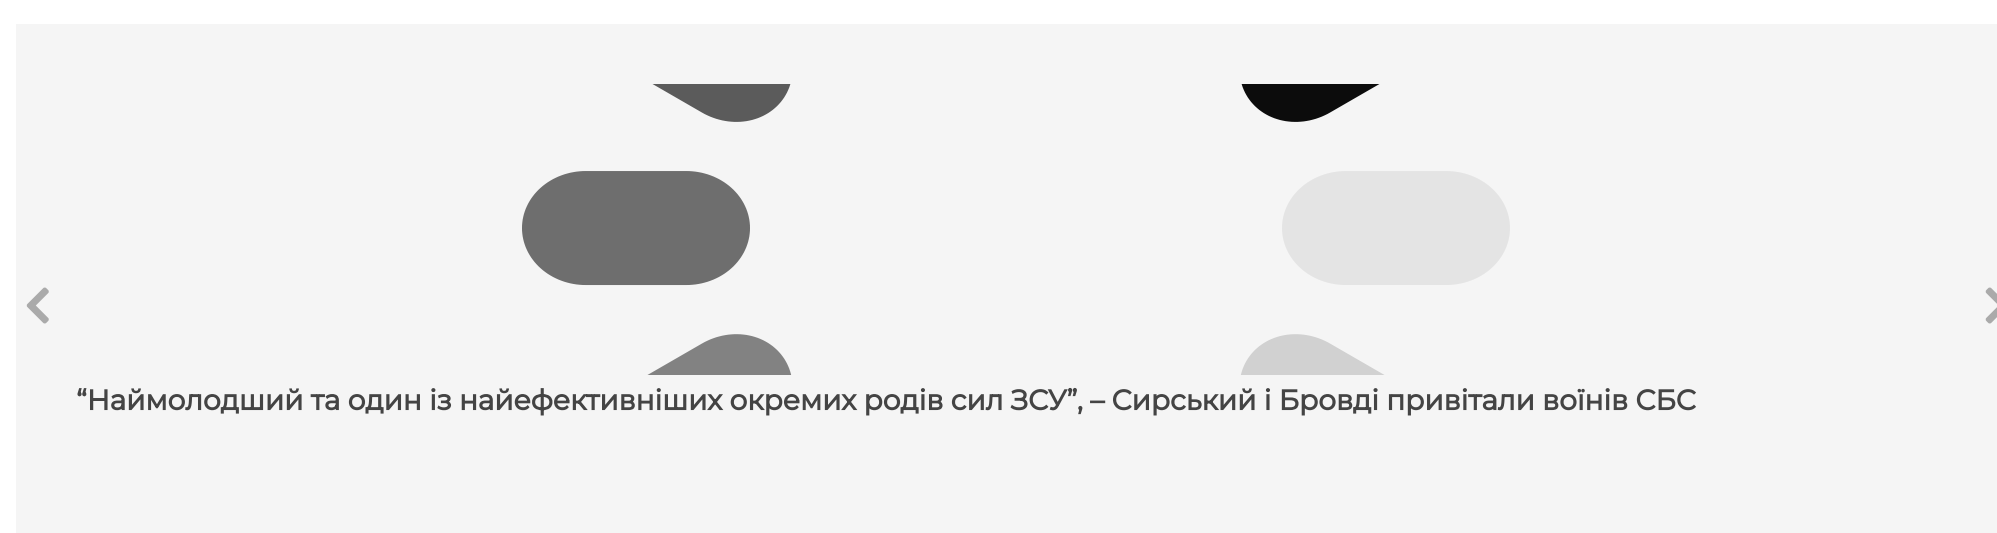 “Наймолодший та один із найефективніших окремих родів сил ЗСУ”, – Сирський і Бровді привітали воїнів СБС